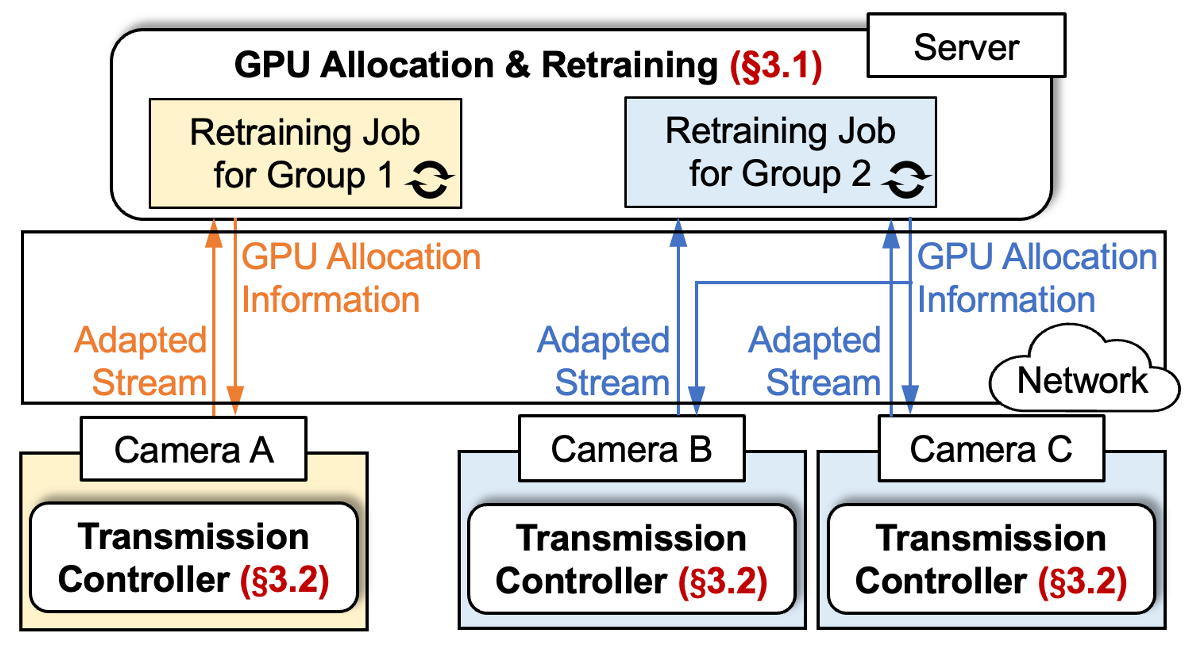 Server
GPU Allocation & Retraining (§3.1)
Retraining Job
for Group 1
Retraining Job
for Group 2
GPU Allocation
Information
Adapted
Stream
Adapted
Stream
Adapted
Stream
GPU Allocation
Information
Network
Camera A
Transmission
Controller (§3.2)
Camera B
Transmission
Controller (§3.2)
Camera C
Transmission
Controller (§3.2)